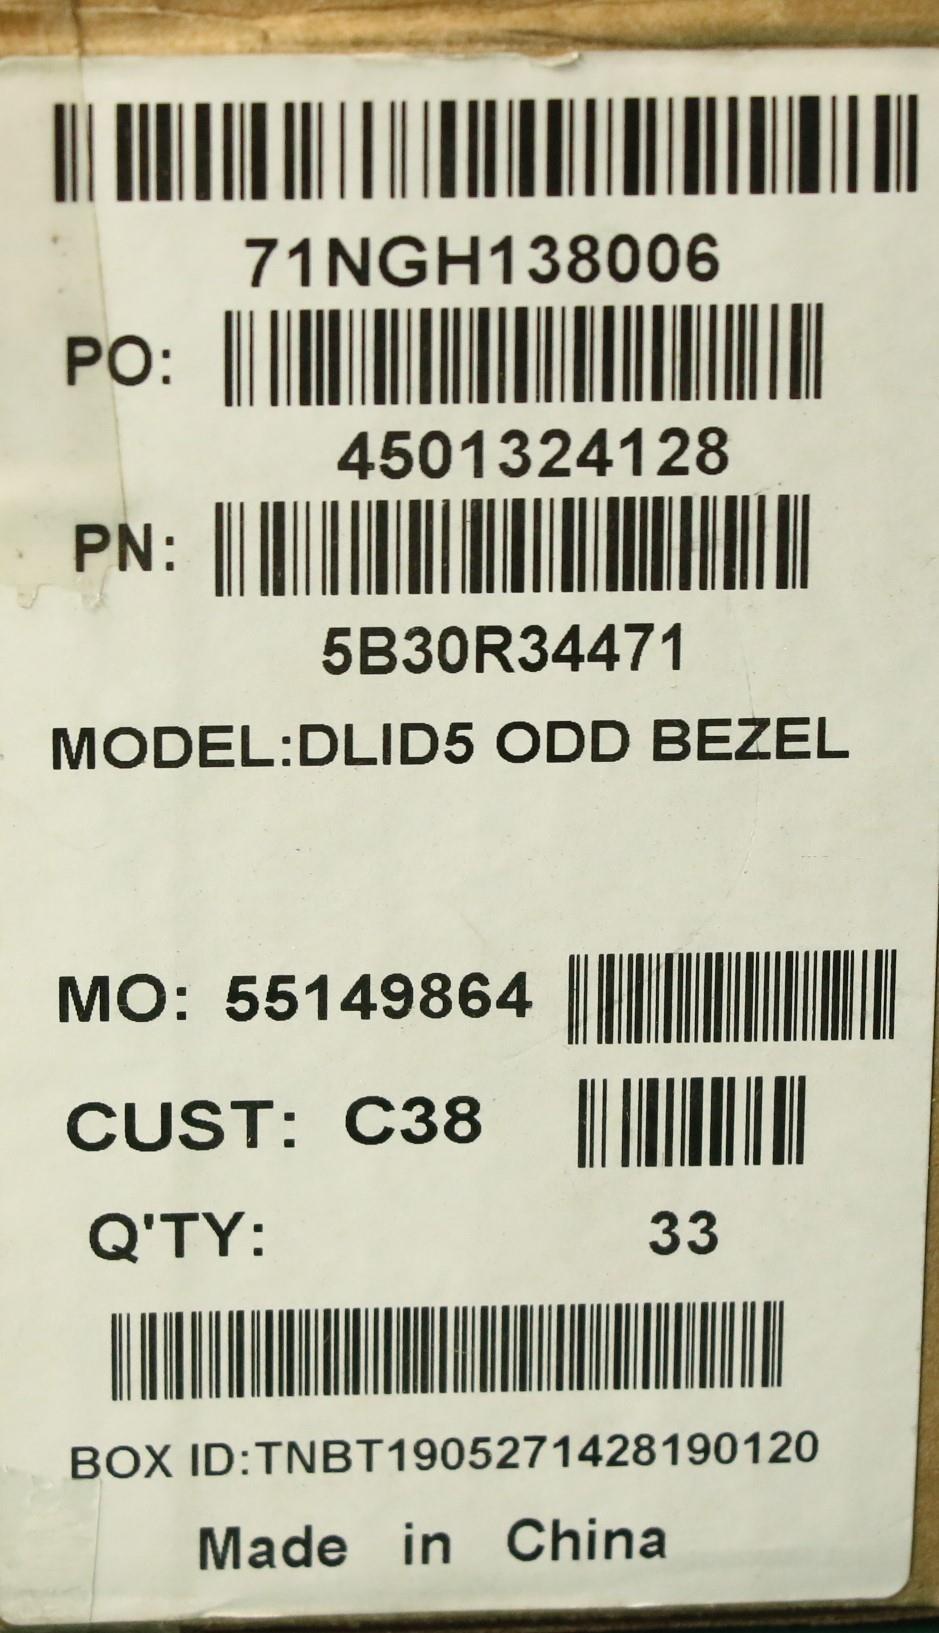 71NGH138006
PO:
4501324128
PN:
5B30R34471
MODEL:DLID5 ODD BEZEL
MO: 55149864
CUST: C38
Q'TY: 33
BOX ID:TNBT1905271428190120
Made in China